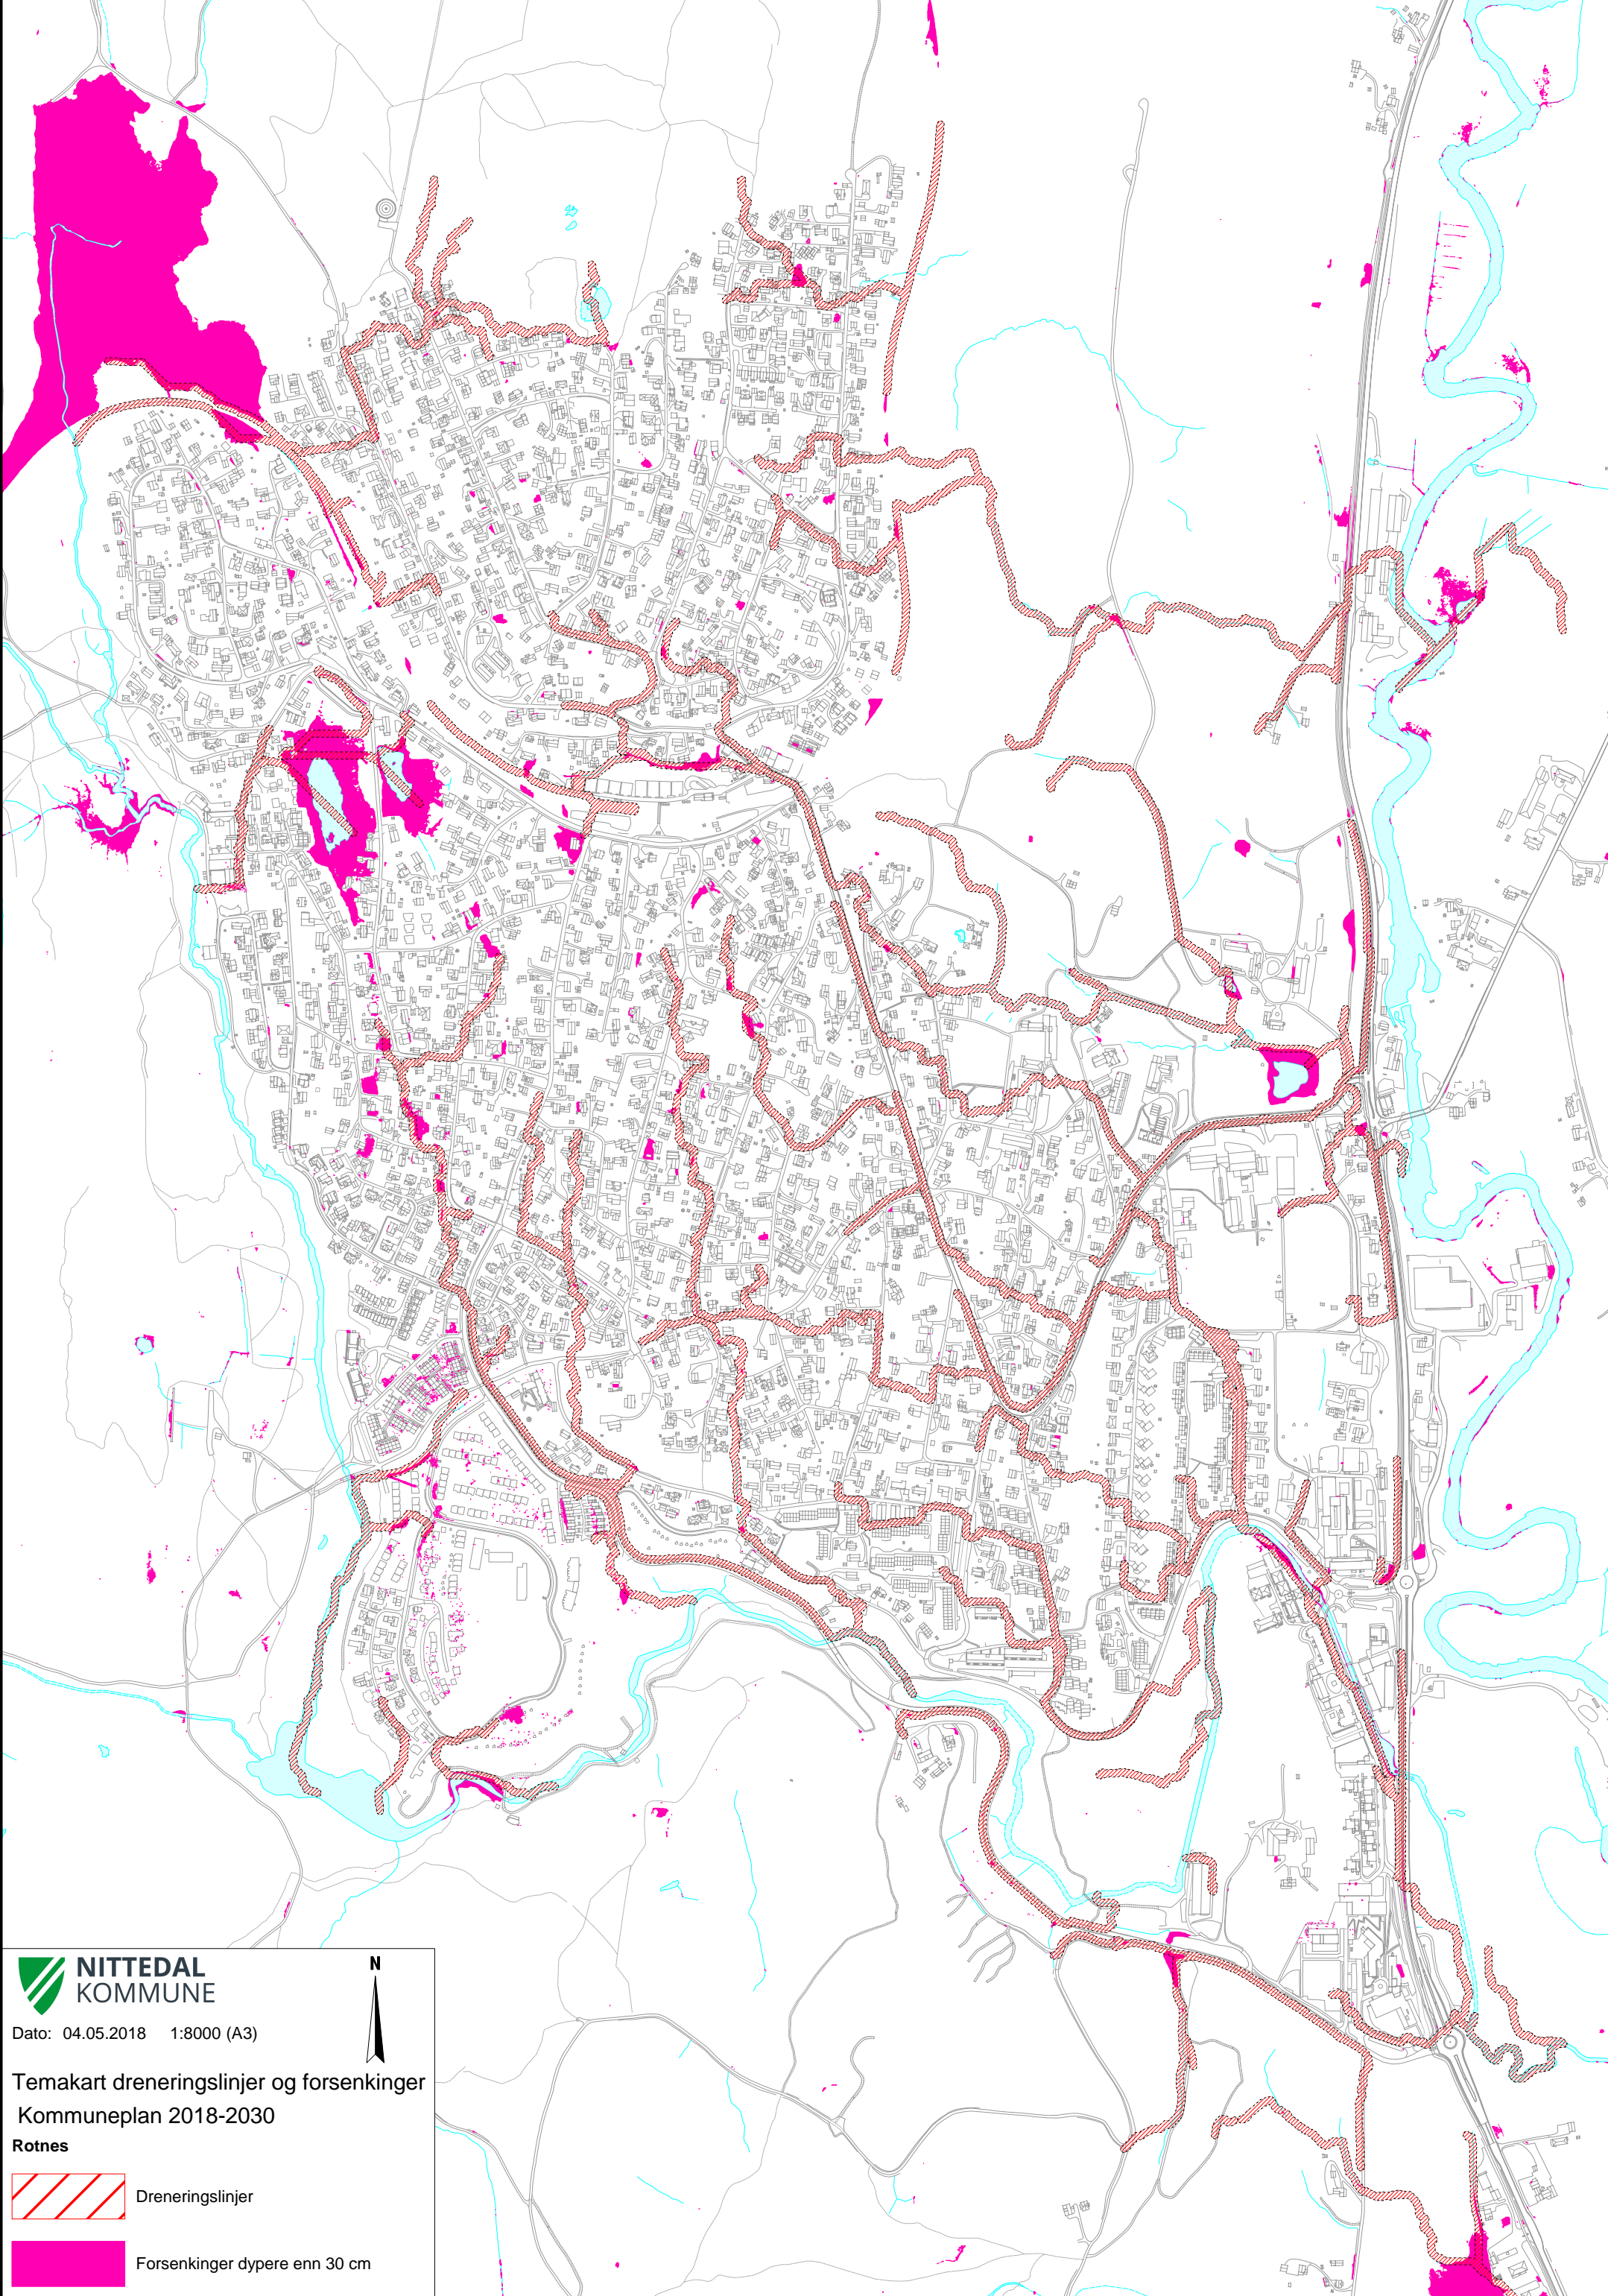 NITTEDAL
KOMMUNE
N
Dato: 04.05.2018 1:8000 (A3)
Temakart dreneringslinjer og forsenkinger
Kommuneplan 2018-2030
Rotnes
Dreneringslinjer
Forsenkinger dypere enn 30 cm